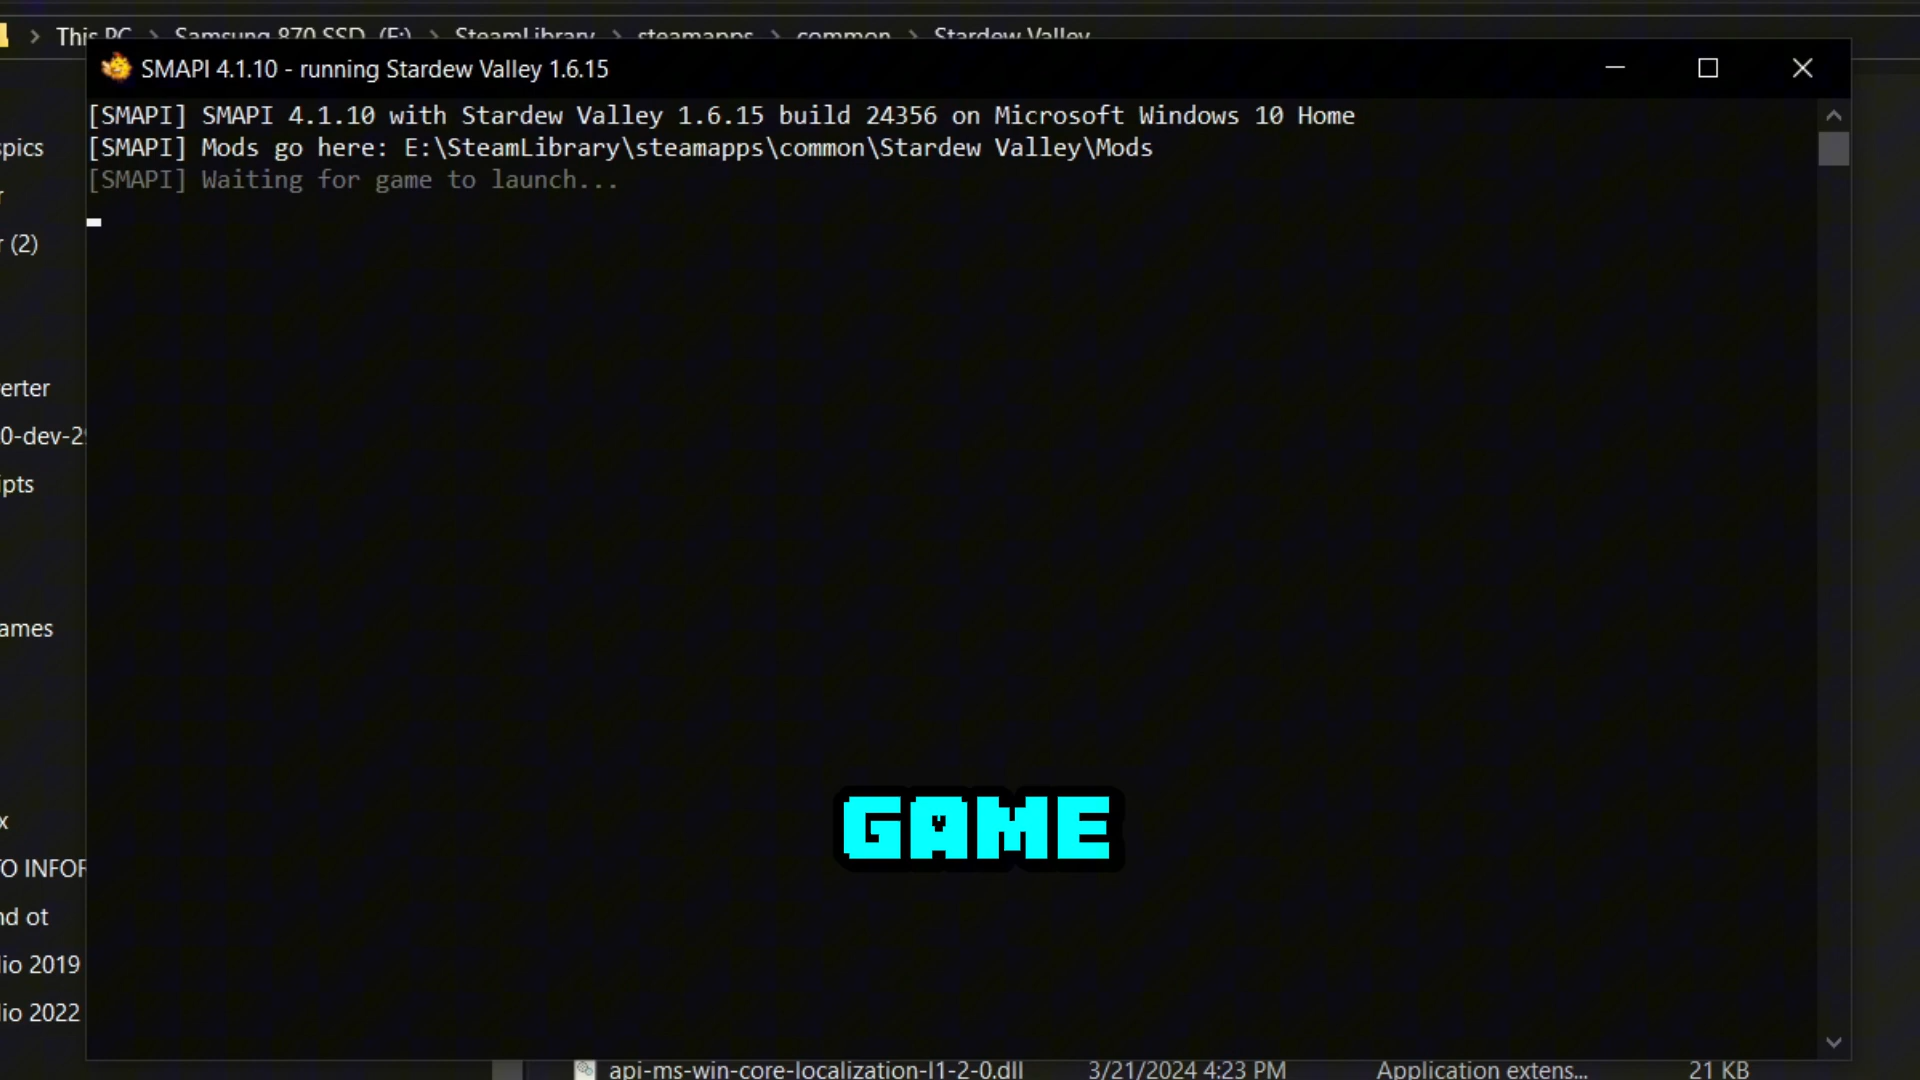 This PC > Samsung 870 SSD (E:) > SteamLibrary > steamapps > common > Stardew Valley
SMAPI 4.1.10 - running Stardew Valley 1.6.15
[SMAPI] SMAPI 4.1.10 with Stardew Valley 1.6.15 build 24356 on Microsoft Windows 10 Home
[SMAPI] Mods go here: E:\SteamLibrary\steamapps\common\Stardew Valley\Mods
[SMAPI] Waiting for game to launch...
spics
r
r (2)
erter
0-dev-29
ipts
ames
x
O INFOR
nd ot
dio 2019
dio 2022
GAME
api-ms-win-core-localization-l1-2-0.dll 3/21/2024 4:23 PM Application extens... 21 KB